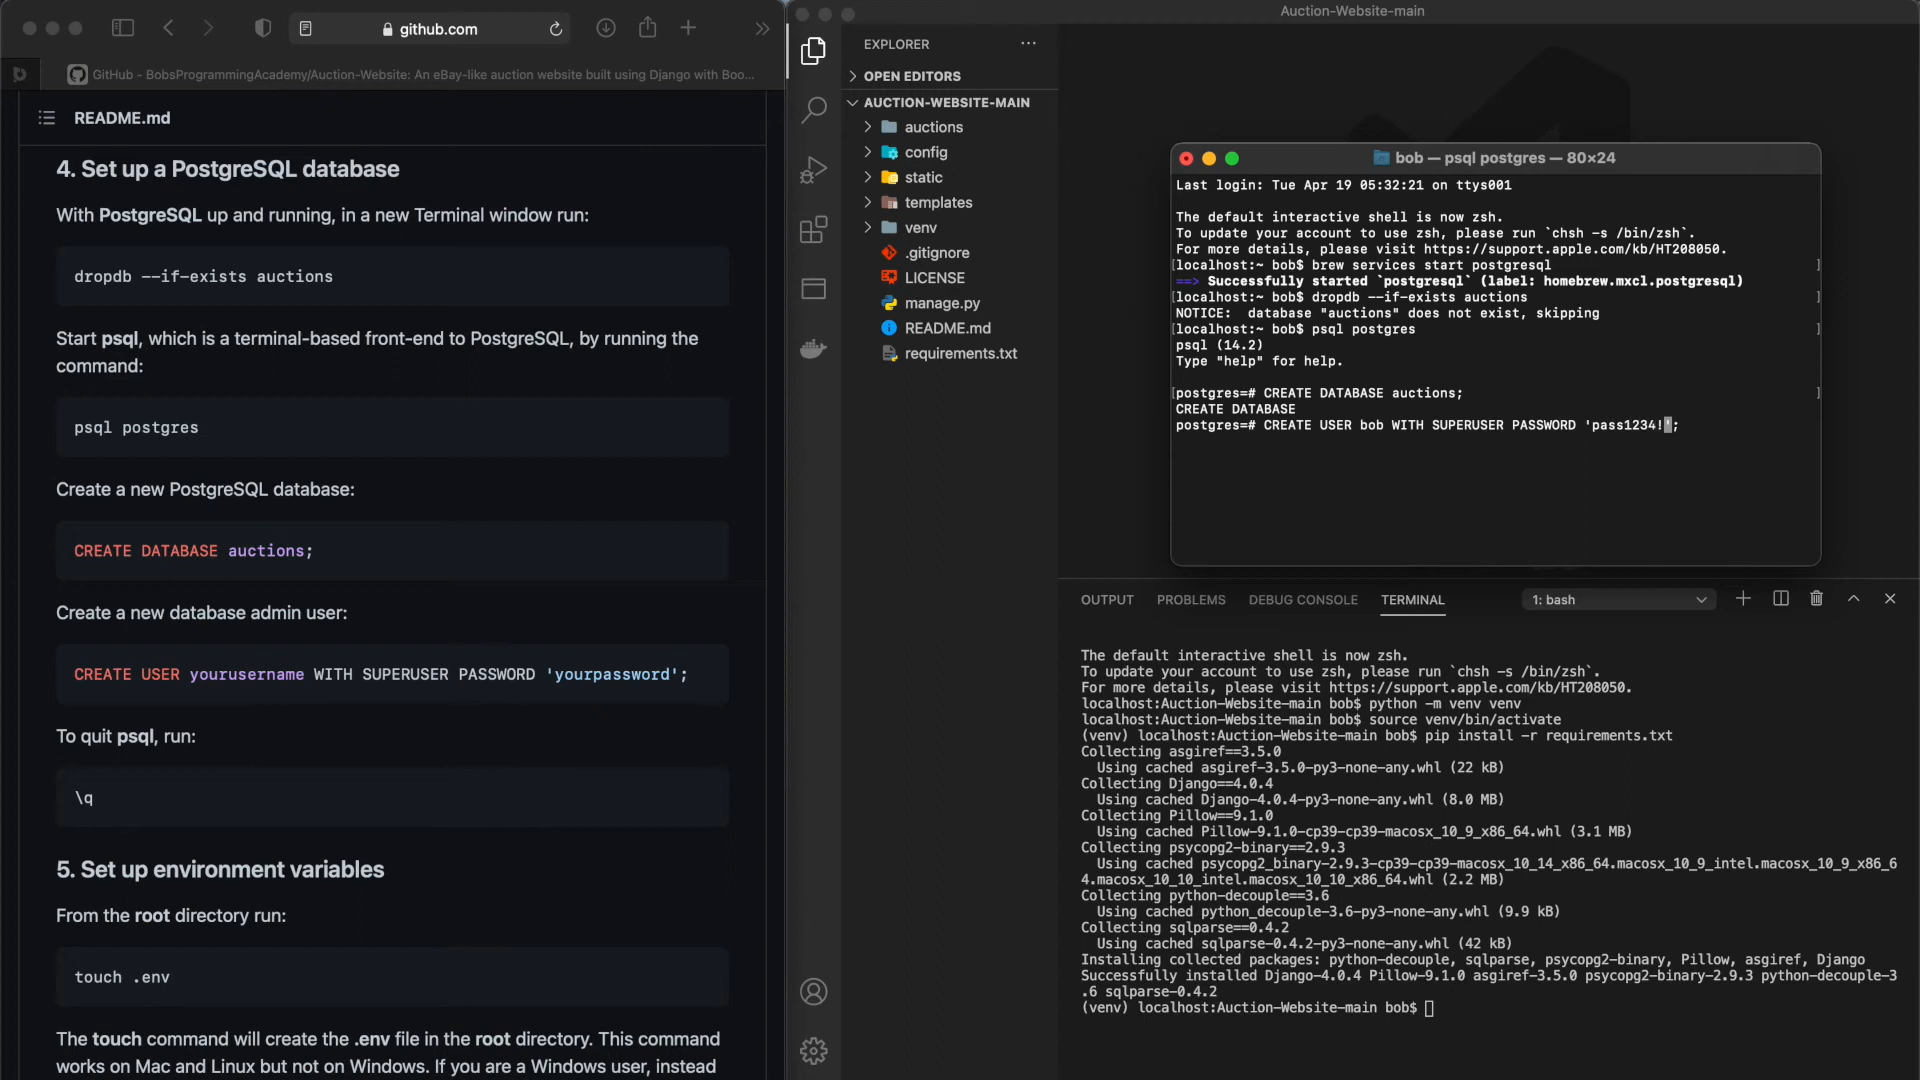 github.com
GitHub - BobsProgrammingAcademy/Auction-Website: An eBay-like auction website built using Django with Boo...
README.md
4. Set up a PostgreSQL database
With PostgreSQL up and running, in a new Terminal window run:
dropdb --if-exists auctions
Start psql, which is a terminal-based front-end to PostgreSQL, by running the
command:
psql postgres
Create a new PostgreSQL database:
CREATE DATABASE auctions;
Create a new database admin user:
CREATE USER yourusername WITH SUPERUSER PASSWORD 'yourpassword';
To quit psql, run:
\q
5. Set up environment variables
From the root directory run:
touch .env
The touch command will create the .env file in the root directory. This command
works on Mac and Linux but not on Windows. If you are a Windows user, instead
Auction-Website-main
EXPLORER
OPEN EDITORS
AUCTION-WEBSITE-MAIN
auctions
config
static
templates
venv
.gitignore
LICENSE
manage.py
README.md
requirements.txt
bob — psql postgres — 80×24
Last login: Tue Apr 19 05:32:21 on ttys001
The default interactive shell is now zsh.
To update your account to use zsh, please run `chsh -s /bin/zsh`.
For more details, please visit https://support.apple.com/kb/HT208050.
[localhost:~ bob$ brew services start postgresql ]
==> Successfully started `postgresql` (label: homebrew.mxcl.postgresql)
[localhost:~ bob$ dropdb --if-exists auctions ]
NOTICE:  database "auctions" does not exist, skipping
[localhost:~ bob$ psql postgres ]
psql (14.2)
Type "help" for help.
[postgres=# CREATE DATABASE auctions; ]
CREATE DATABASE
postgres=# CREATE USER bob WITH SUPERUSER PASSWORD 'pass1234!';
OUTPUT PROBLEMS DEBUG CONSOLE TERMINAL 1: bash
The default interactive shell is now zsh.
To update your account to use zsh, please run `chsh -s /bin/zsh`.
For more details, please visit https://support.apple.com/kb/HT208050.
localhost:Auction-Website-main bob$ python -m venv venv
localhost:Auction-Website-main bob$ source venv/bin/activate
(venv) localhost:Auction-Website-main bob$ pip install -r requirements.txt
Collecting asgiref==3.5.0
  Using cached asgiref-3.5.0-py3-none-any.whl (22 kB)
Collecting Django==4.0.4
  Using cached Django-4.0.4-py3-none-any.whl (8.0 MB)
Collecting Pillow==9.1.0
  Using cached Pillow-9.1.0-cp39-cp39-macosx_10_9_x86_64.whl (3.1 MB)
Collecting psycopg2-binary==2.9.3
  Using cached psycopg2_binary-2.9.3-cp39-cp39-macosx_10_14_x86_64.macosx_10_9_intel.macosx_10_9_x86_6
4.macosx_10_10_intel.macosx_10_10_x86_64.whl (2.2 MB)
Collecting python-decouple==3.6
  Using cached python_decouple-3.6-py3-none-any.whl (9.9 kB)
Collecting sqlparse==0.4.2
  Using cached sqlparse-0.4.2-py3-none-any.whl (42 kB)
Installing collected packages: python-decouple, sqlparse, psycopg2-binary, Pillow, asgiref, Django
Successfully installed Django-4.0.4 Pillow-9.1.0 asgiref-3.5.0 psycopg2-binary-2.9.3 python-decouple-3
.6 sqlparse-0.4.2
(venv) localhost:Auction-Website-main bob$